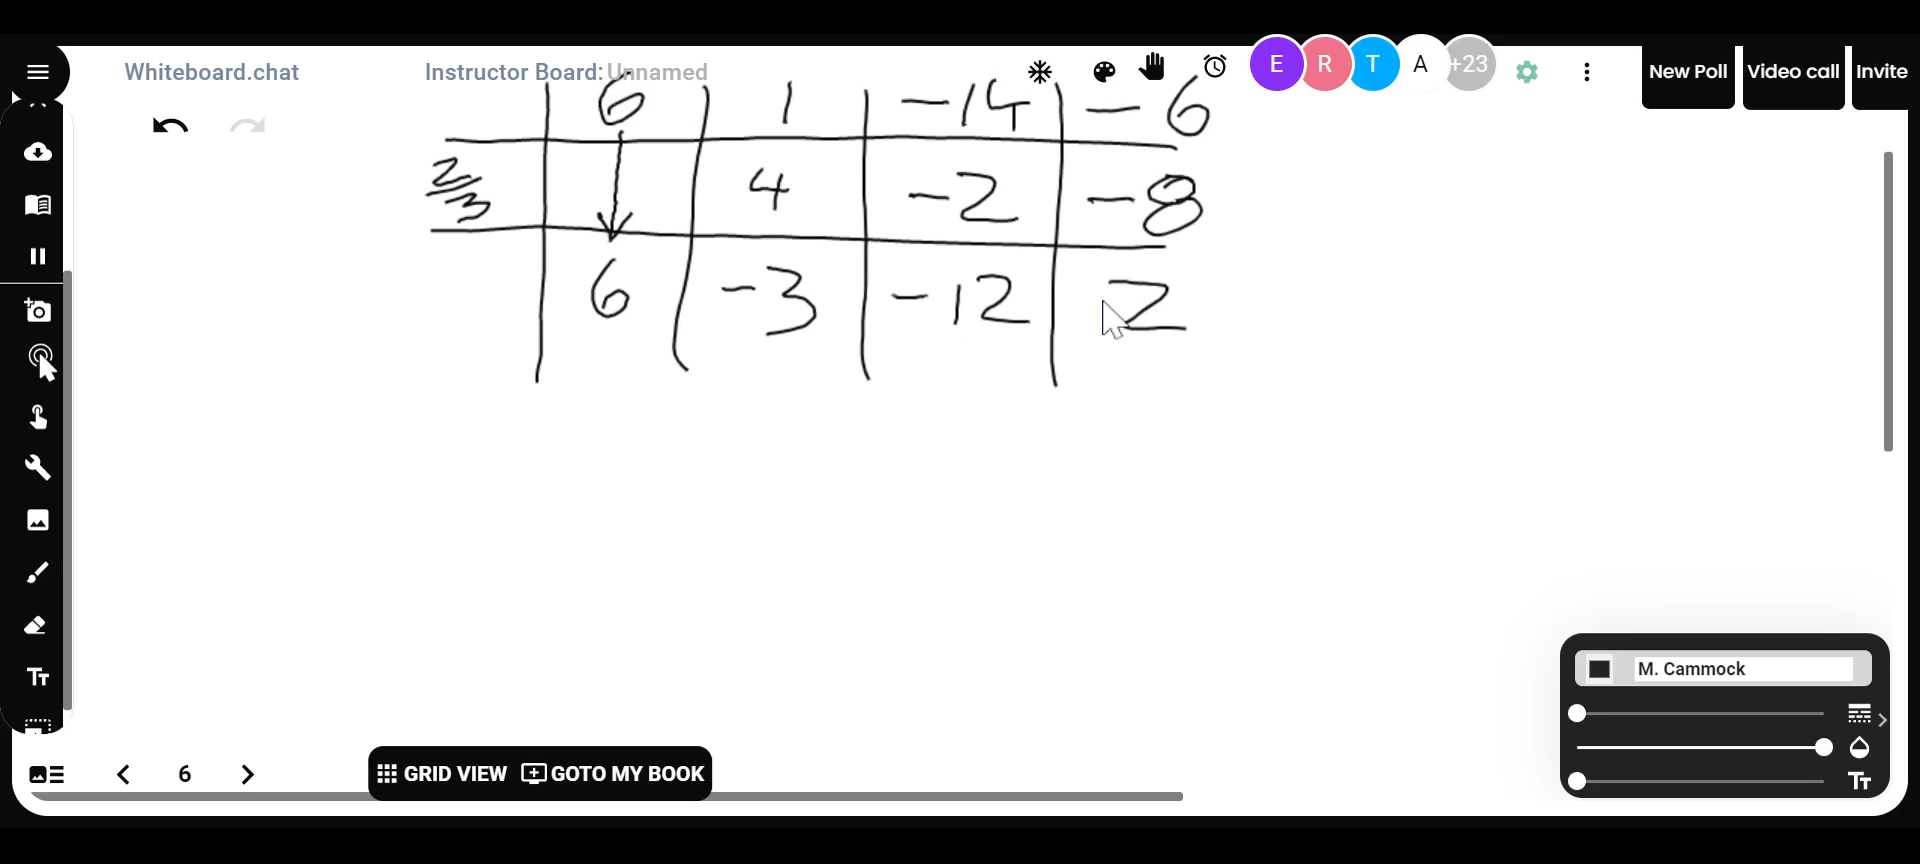 Whiteboard.chat Instructor Board: Unnamed E R T A +23 New Poll Video call Invite
6 1 -14 - 6
2/3 4 -2 -8
6 -3 -12 2
M. Cammock
6 GRID VIEW GOTO MY BOOK